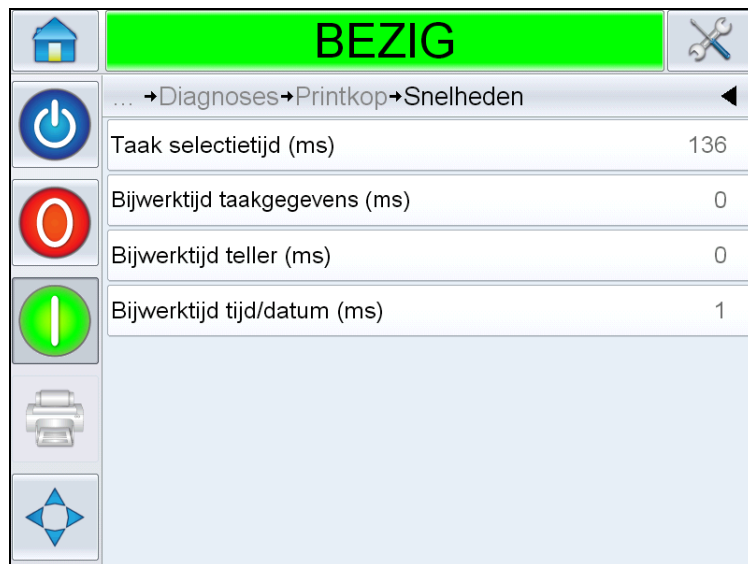 BEZIG
... →Diagnoses→Printkop→Snelheden
Taak selectietijd (ms) 136
Bijwerktijd taakgegevens (ms) 0
Bijwerktijd teller (ms) 0
Bijwerktijd tijd/datum (ms) 1